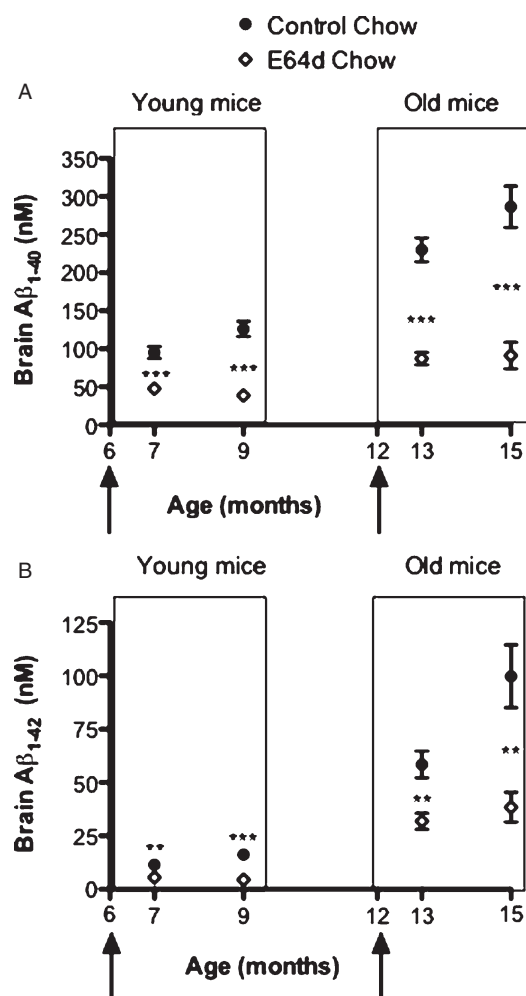 ● Control Chow
◇ E64d Chow
A
Young mice
Old mice
Brain Aβ1-40 (nM)
350
300
250
200
150
100
50
0
***
***
***
***
6 7 9 12 13 15
Age (months)
B
Young mice
Old mice
Brain Aβ1-42 (nM)
125
100
75
50
25
0
**
***
**
**
6 7 9 12 13 15
Age (months)